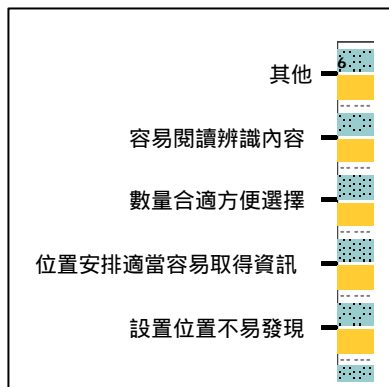 6
其他
容易閱讀辨識內容
數量合適方便選擇
位置安排適當容易取得資訊
設置位置不易發現